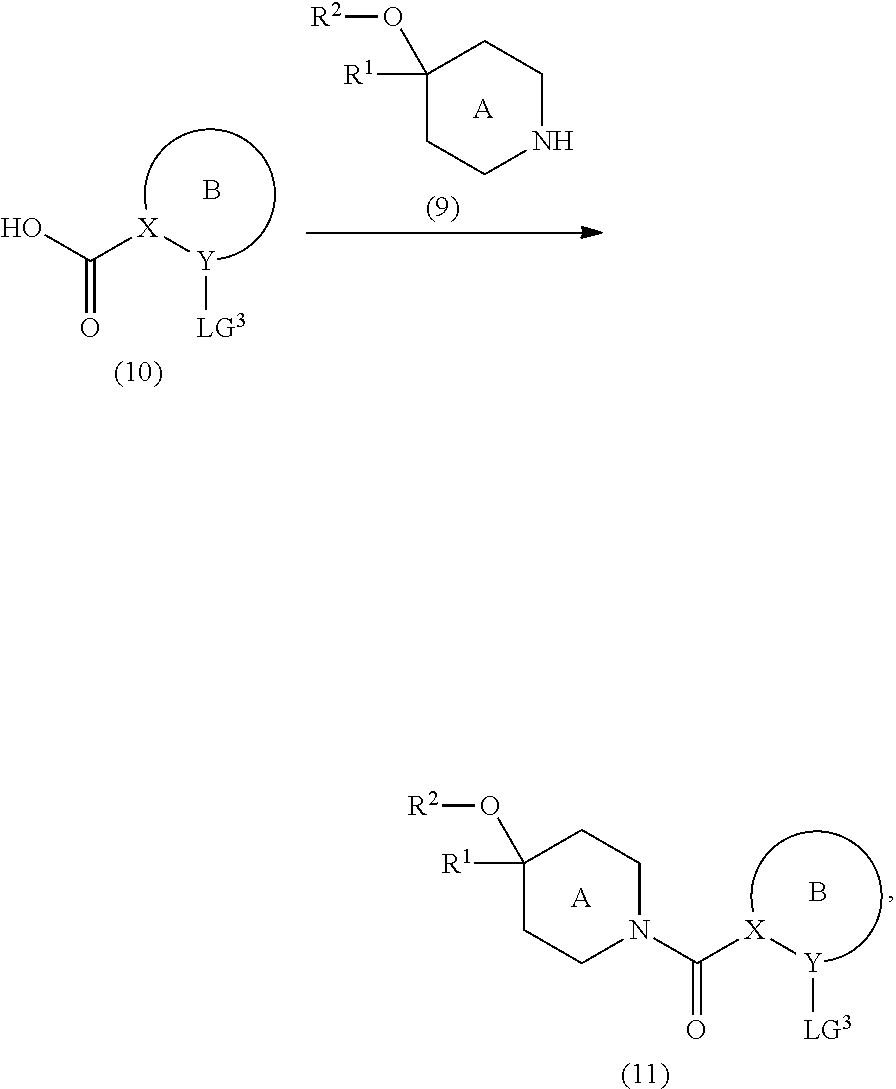 R²—O
R¹
A
NH
(9)
B
HO
X
Y
O
LG³
(10)
R²—O
R¹
A
B
,
N
X
Y
O
LG³
(11)